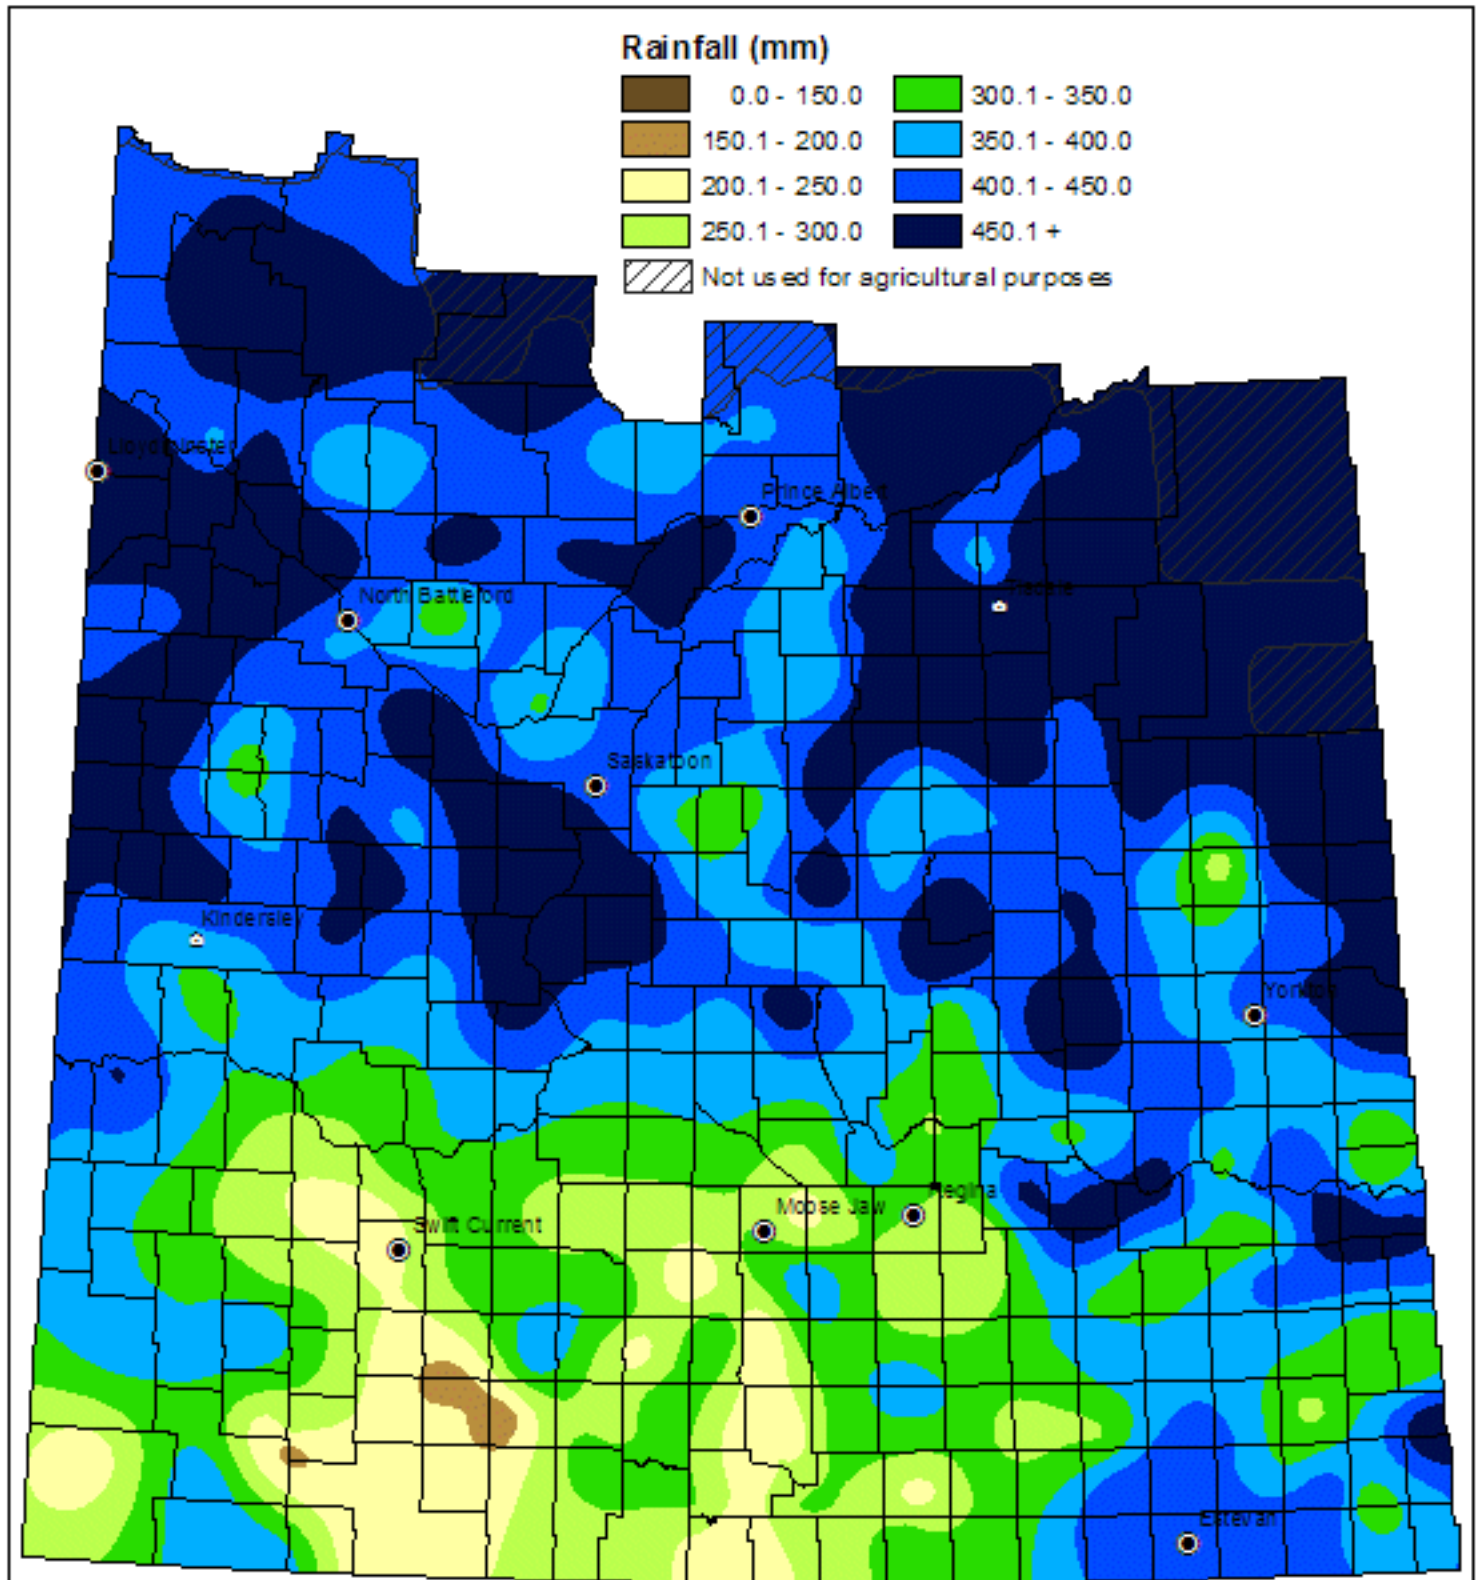 Rainfall (mm)
0.0 - 150.0
300.1 - 350.0
150.1 - 200.0
350.1 - 400.0
200.1 - 250.0
400.1 - 450.0
250.1 - 300.0
450.1 +
Not used for agricultural purposes
Lloydminster
Prince Albert
Tisdale
North Battleford
Saskatoon
Kindersley
Yorkton
Regina
Moose Jaw
Swift Current
Estevan